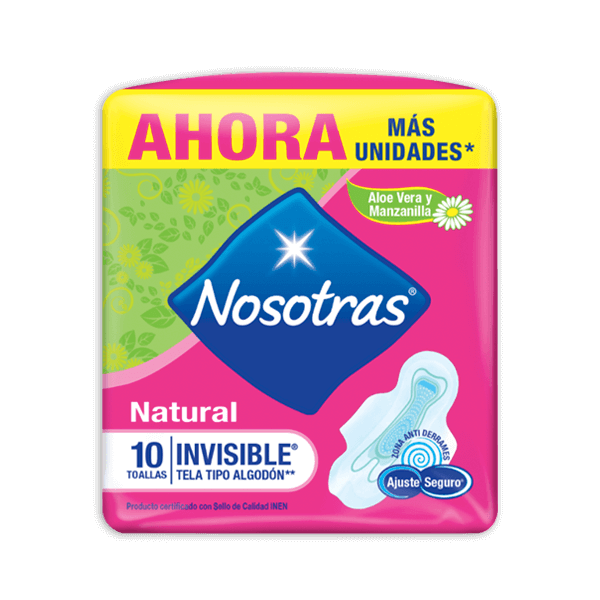 AHORA
MÁS
UNIDADES*
Aloe Vera y
Manzanilla
Nosotras®
Natural
10
TOALLAS
INVISIBLE®
TELA TIPO ALGODÓN**
ZONA ANTI DERRAMES
Ajuste Seguro®
Producto certificado con Sello de Calidad INEN